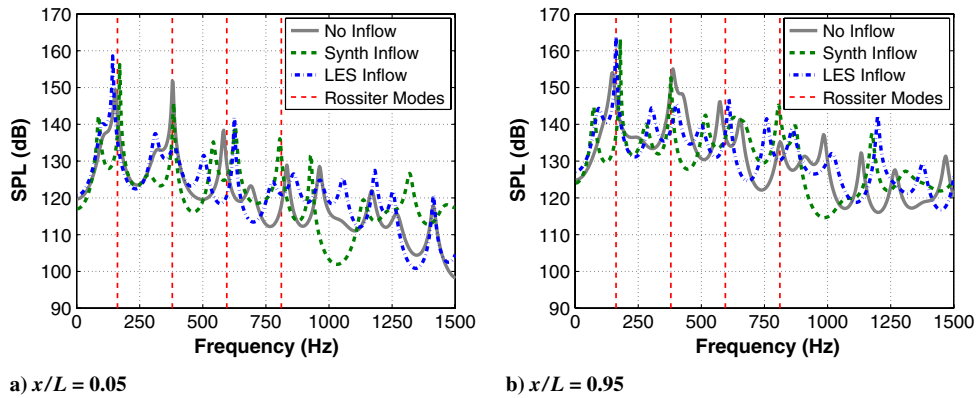 170
160
150
140
130
120
110
100
90
SPL (dB)
0 250 500 750 1000 1250 1500
Frequency (Hz)
No Inflow
Synth Inflow
LES Inflow
Rossiter Modes
a) x/L = 0.05
170
160
150
140
130
120
110
100
90
SPL (dB)
0 250 500 750 1000 1250 1500
Frequency (Hz)
No Inflow
Synth Inflow
LES Inflow
Rossiter Modes
b) x/L = 0.95